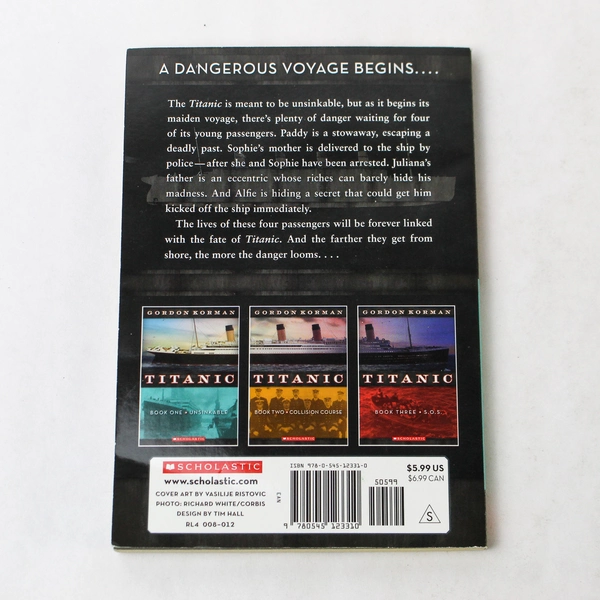 A DANGEROUS VOYAGE BEGINS....
The Titanic is meant to be unsinkable, but as it begins its
maiden voyage, there's plenty of danger waiting for four
of its young passengers. Paddy is a stowaway, escaping a
deadly past. Sophie's mother is delivered to the ship by
police—after she and Sophie have been arrested. Juliana's
father is an eccentric whose riches can barely hide his
madness. And Alfie is hiding a secret that could get him
kicked off the ship immediately.
The lives of these four passengers will be forever linked
with the fate of Titanic. And the farther they get from
shore, the more the danger looms. . . .
GORDON KORMAN
TITANIC
BOOK ONE • UNSINKABLE
SCHOLASTIC
GORDON KORMAN
TITANIC
BOOK TWO • COLLISION COURSE
SCHOLASTIC
GORDON KORMAN
TITANIC
BOOK THREE • S.O.S.
SCHOLASTIC
SCHOLASTIC
www.scholastic.com
COVER ART BY VASILIJE RISTOVIC
PHOTO: RICHARD WHITE/CORBIS
DESIGN BY TIM HALL
RL4 008-012
ISBN 978-0-545-12331-0
EAN
9 780545 123310
50599
$5.99 US
$6.99 CAN
S